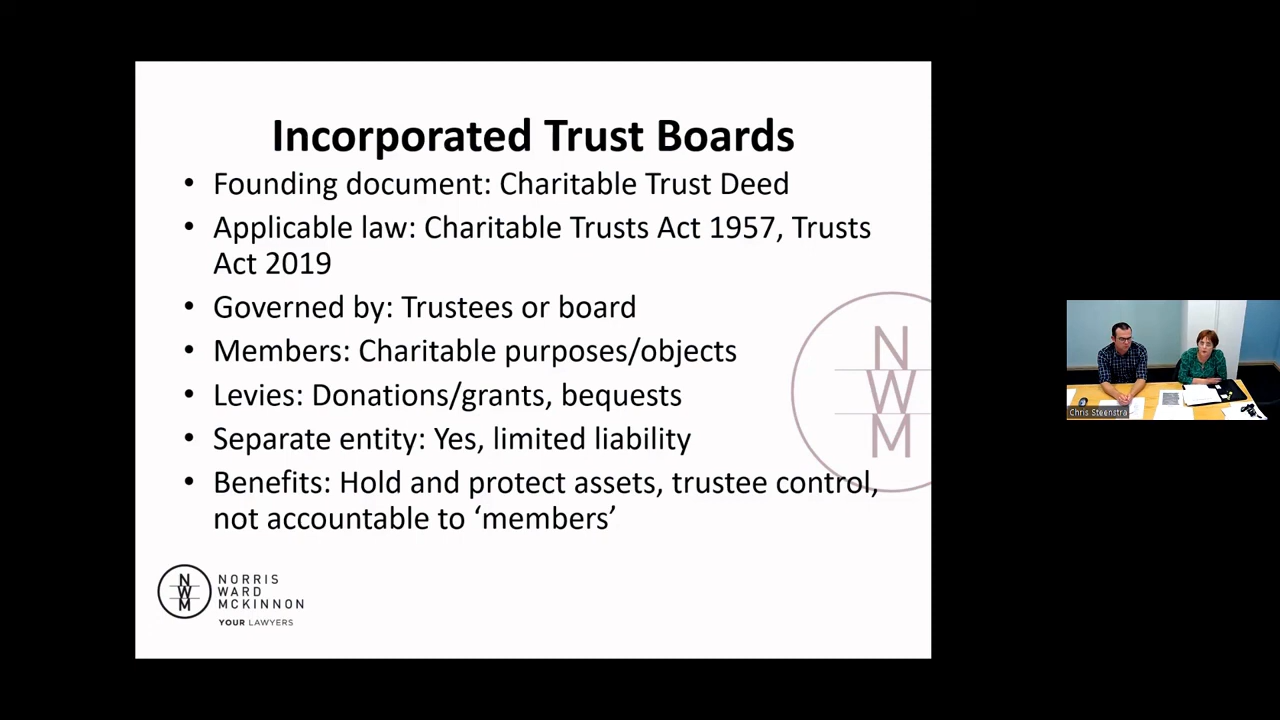 Incorporated Trust Boards
• Founding document: Charitable Trust Deed
• Applicable law: Charitable Trusts Act 1957, Trusts
Act 2019
• Governed by: Trustees or board
• Members: Charitable purposes/objects
• Levies: Donations/grants, bequests
• Separate entity: Yes, limited liability
• Benefits: Hold and protect assets, trustee control,
not accountable to ‘members’
N
W
M
N
W
M
NORRIS
WARD
MCKINNON
YOUR LAWYERS
Chris Steenstra